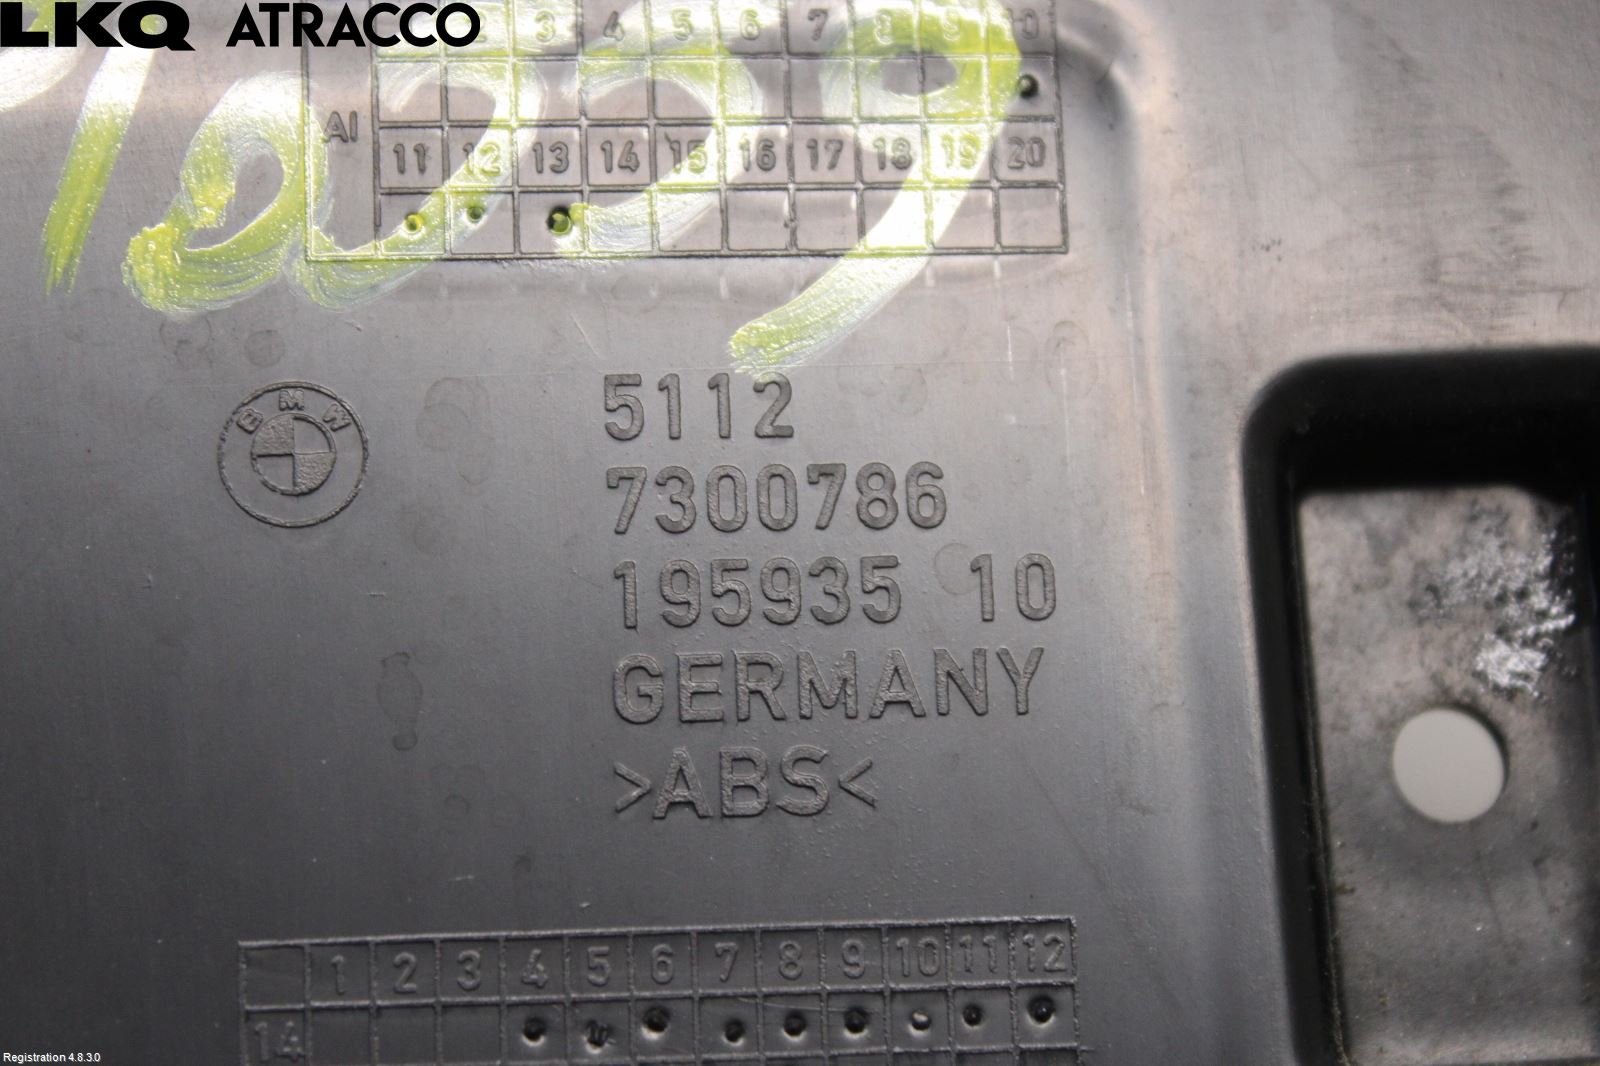 LKQ ATRACCO
2 3 4 5 6 7 8 9 10
AI
11 12 13 14 15 16 17 18 19 20
BMW
5112
7300786
195935 10
GERMANY
>ABS<
1 2 3 4 5 6 7 8 9 10 11 12
14
Registration 4.8.3.0